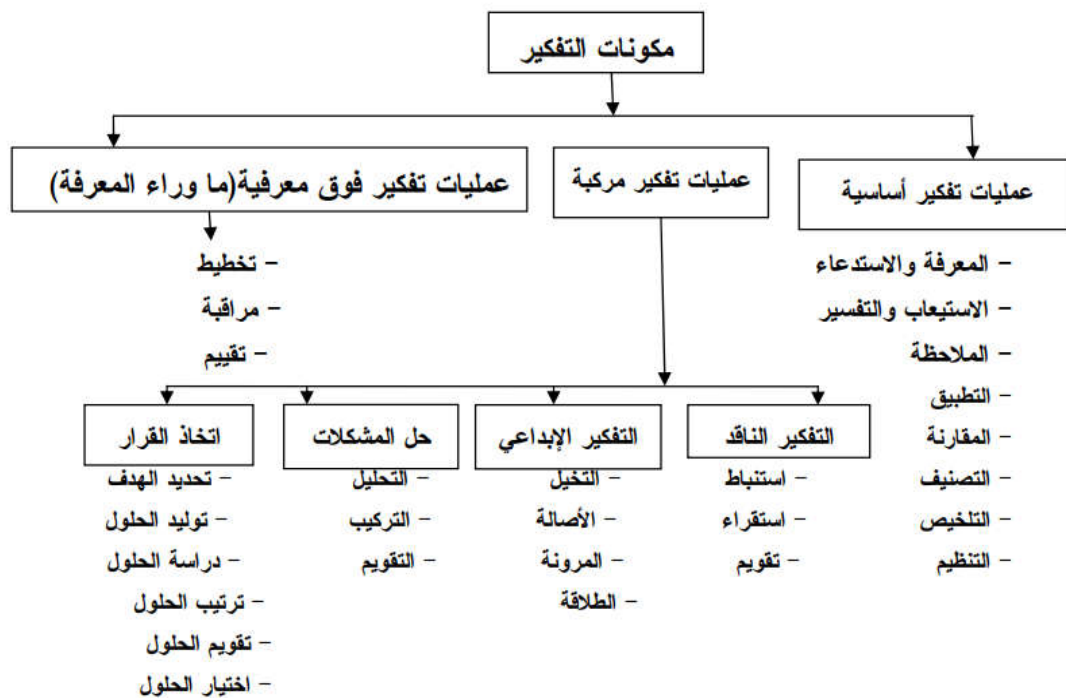 مكونات التفكير
عمليات تفكير أساسية
- المعرفة والاستدعاء
- الاستيعاب والتفسير
- الملاحظة
- التطبيق
- المقارنة
- التصنيف
- التلخيص
- التنظيم
عمليات تفكير مركبة
التفكير الناقد
- استنباط
- استقراء
- تقويم
التفكير الإبداعي
- التخيل
- الأصالة
- المرونة
- الطلاقة
حل المشكلات
- التحليل
- التركيب
- التقويم
اتخاذ القرار
- تحديد الهدف
- توليد الحلول
- دراسة الحلول
- ترتيب الحلول
- تقويم الحلول
- اختيار الحلول
عمليات تفكير فوق معرفية(ما وراء المعرفة)
- تخطيط
- مراقبة
- تقييم